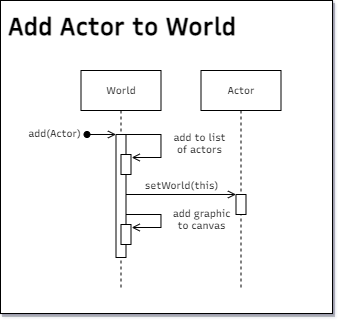 Add Actor to World
World
Actor
add(Actor)
add to list
of actors
setWorld(this)
add graphic
to canvas